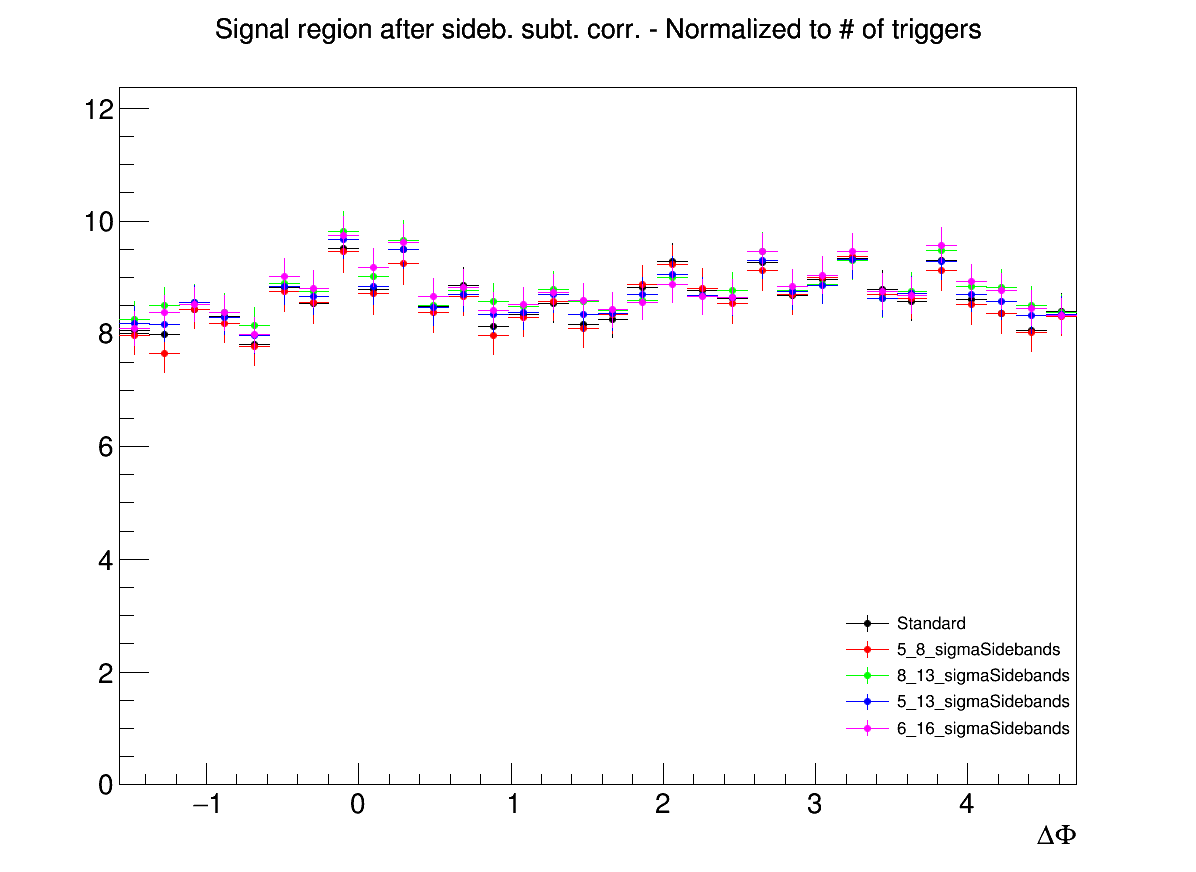 Signal region after sideb. subt. corr. - Normalized to # of triggers
12
10
8
6
4
2
0
−1 0 1 2 3 4
ΔΦ
Standard
5_8_sigmaSidebands
8_13_sigmaSidebands
5_13_sigmaSidebands
6_16_sigmaSidebands